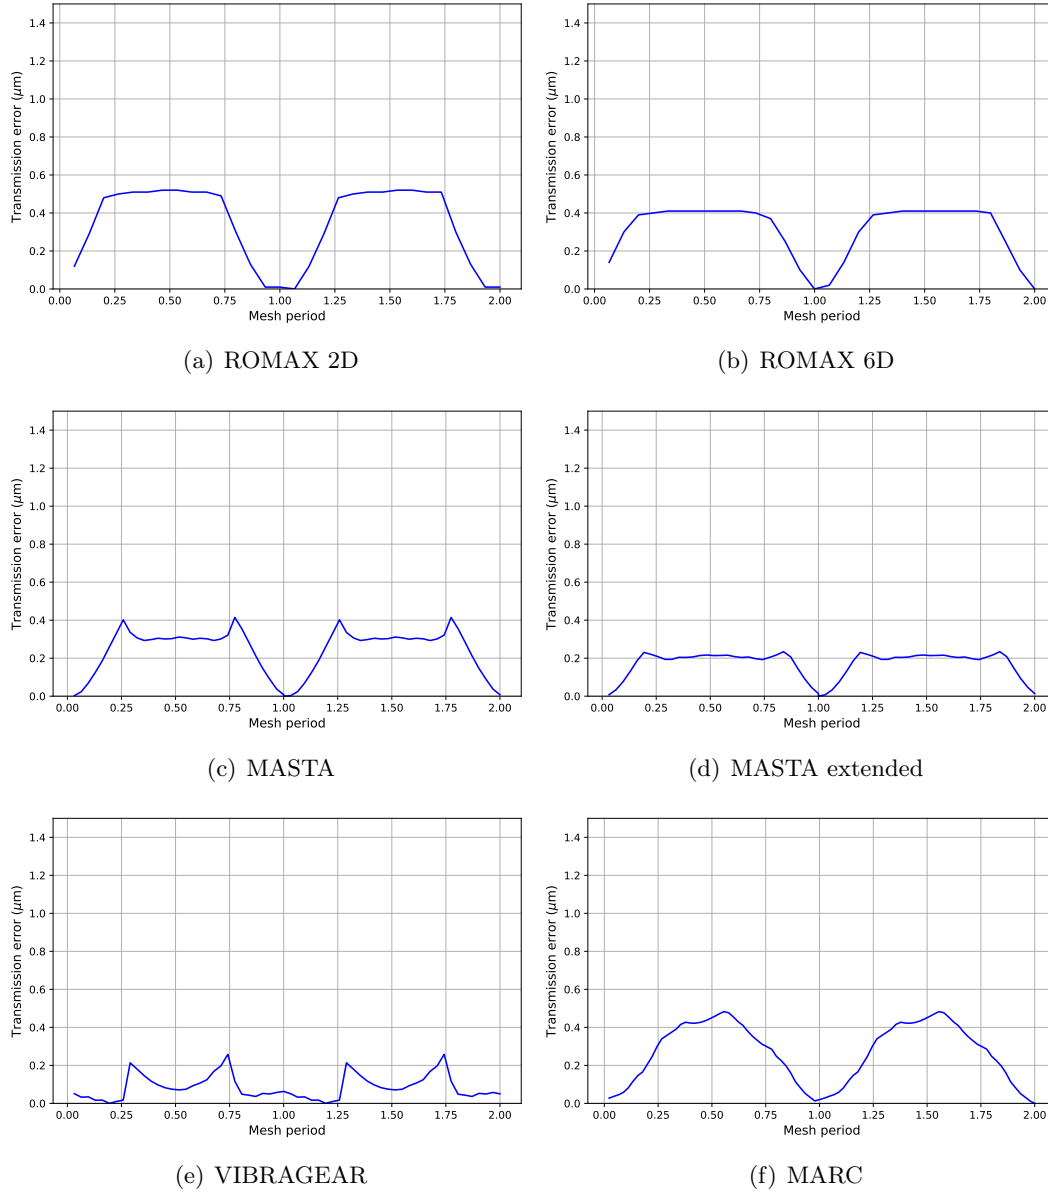 1.4
1.2
1.0
0.8
0.6
0.4
0.2
0.0
Transmission error (μm)
0.00 0.25 0.50 0.75 1.00 1.25 1.50 1.75 2.00
Mesh period
(a) ROMAX 2D
1.4
1.2
1.0
0.8
0.6
0.4
0.2
0.0
Transmission error (μm)
0.00 0.25 0.50 0.75 1.00 1.25 1.50 1.75 2.00
Mesh period
(b) ROMAX 6D
1.4
1.2
1.0
0.8
0.6
0.4
0.2
0.0
Transmission error (μm)
0.00 0.25 0.50 0.75 1.00 1.25 1.50 1.75 2.00
Mesh period
(c) MASTA
1.4
1.2
1.0
0.8
0.6
0.4
0.2
0.0
Transmission error (μm)
0.00 0.25 0.50 0.75 1.00 1.25 1.50 1.75 2.00
Mesh period
(d) MASTA extended
1.4
1.2
1.0
0.8
0.6
0.4
0.2
0.0
Transmission error (μm)
0.00 0.25 0.50 0.75 1.00 1.25 1.50 1.75 2.00
Mesh period
(e) VIBRAGEAR
1.4
1.2
1.0
0.8
0.6
0.4
0.2
0.0
Transmission error (μm)
0.00 0.25 0.50 0.75 1.00 1.25 1.50 1.75 2.00
Mesh period
(f) MARC